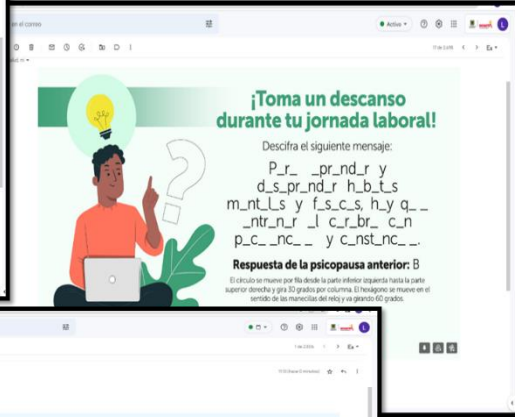 en el correo
Activo
¡Toma un descanso
durante tu jornada laboral!
Descifra el siguiente mensaje:
P_r_ _pr_nd_r y
d_s_pr_nd_r h_b_t_s
m_nt_l_s y f_s_c_s, h_y q_ _
_ntr_n_r _l c_r_br_ c_n
p_c_ _nc_ _ y c_nst_nc_ _.
Respuesta de la psicopausa anterior: B
El círculo se mueve por fila desde la parte inferior izquierda hasta la parte
superior derecha y gira 30 grados por columna. El hexágono se mueve en el
sentido de las manecillas del reloj y va girando 60 grados.